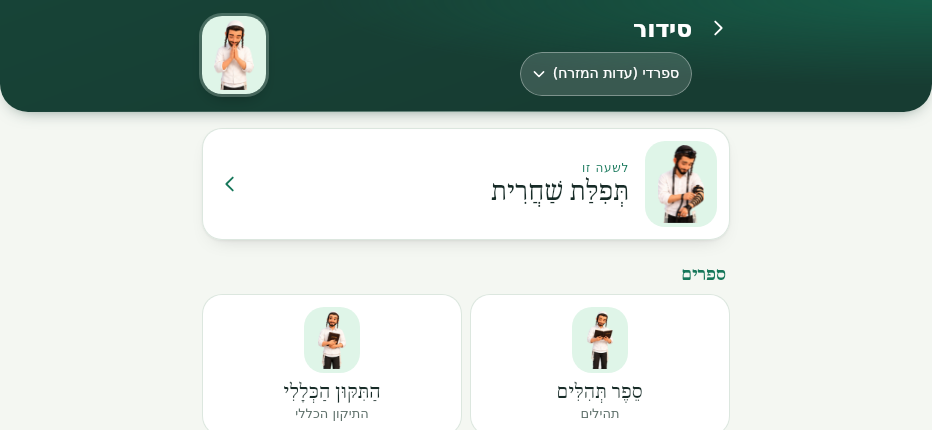 סידור
ספרדי (עדות המזרח)
לשעה זו
תְּפִלַּת שַׁחֲרִית
ספרים
סֵפֶר תְּהִלִּים
תהילים
הַתִּקּוּן הַכְּלָלִי
התיקון הכללי